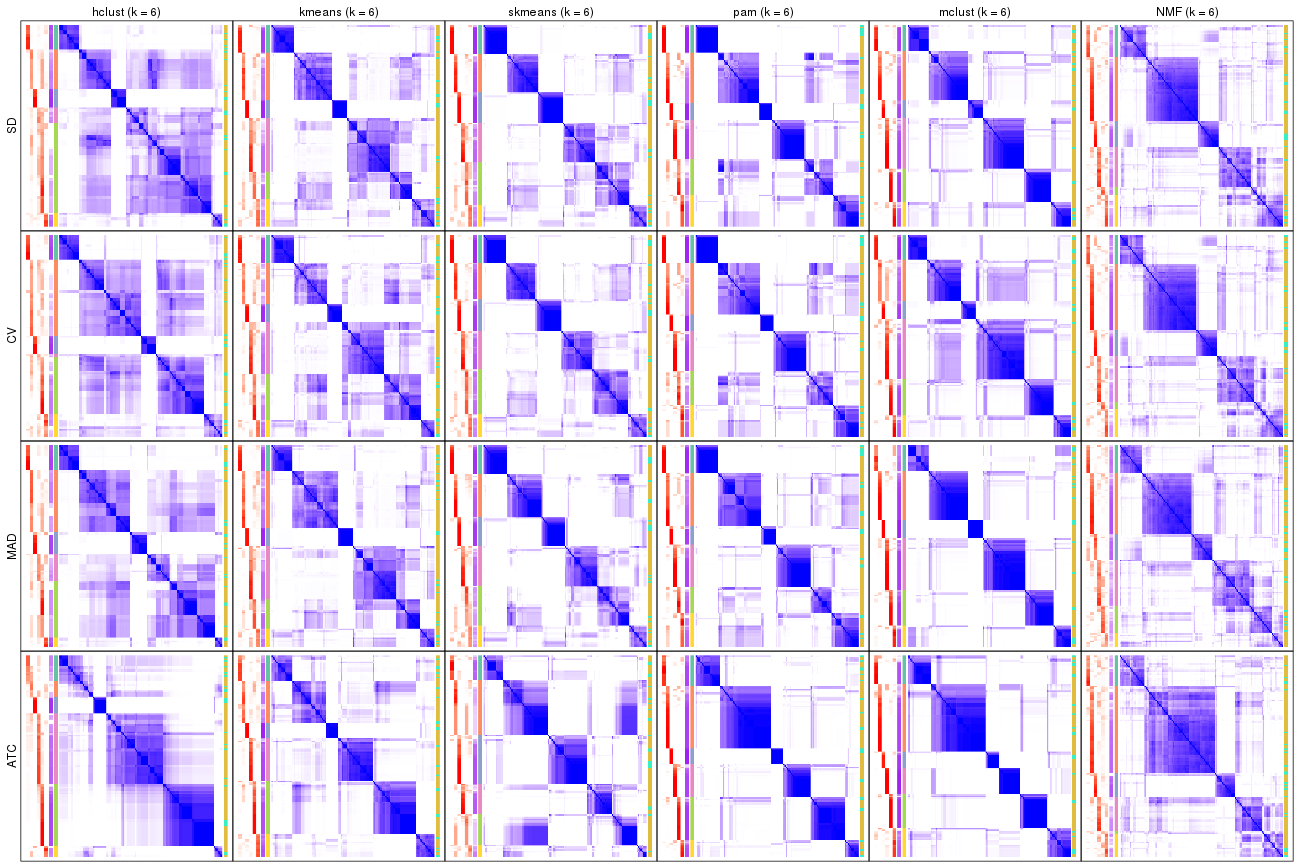 hclust (k = 6) kmeans (k = 6) skmeans (k = 6) pam (k = 6) mclust (k = 6) NMF (k = 6)
SD
CV
MAD
ATC